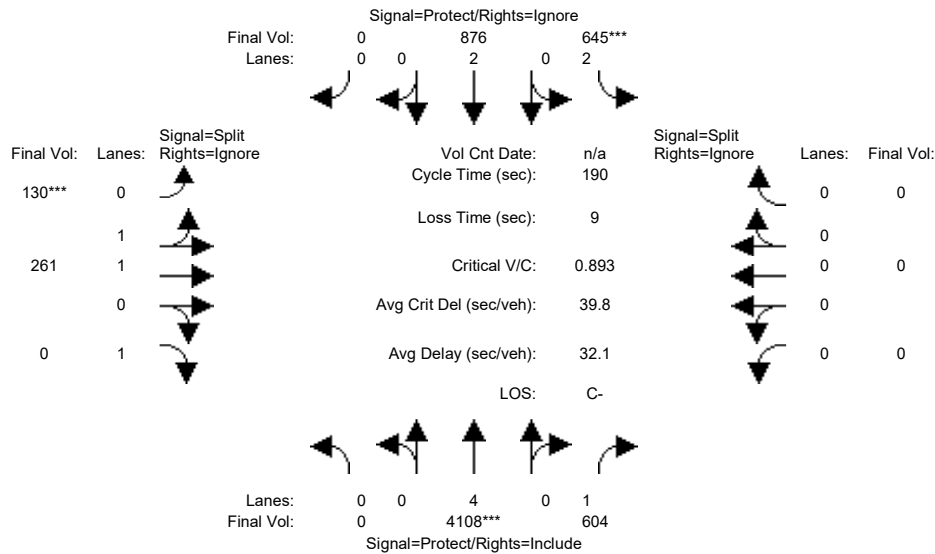 Signal=Protect/Rights=Ignore
Final Vol: 0 876 645***
Lanes: 0 0 2 0 2
Signal=Split
Final Vol: Lanes: Rights=Ignore
Vol Cnt Date: n/a
Signal=Split
Rights=Ignore Lanes: Final Vol:
Cycle Time (sec): 190
130*** 0
0 0
Loss Time (sec): 9
1
0
261 1
Critical V/C: 0.893
0 0
0
Avg Crit Del (sec/veh): 39.8
0
0 1
Avg Delay (sec/veh): 32.1
0 0
LOS: C-
Lanes: 0 0 4 0 1
Final Vol: 0 4108*** 604
Signal=Protect/Rights=Include